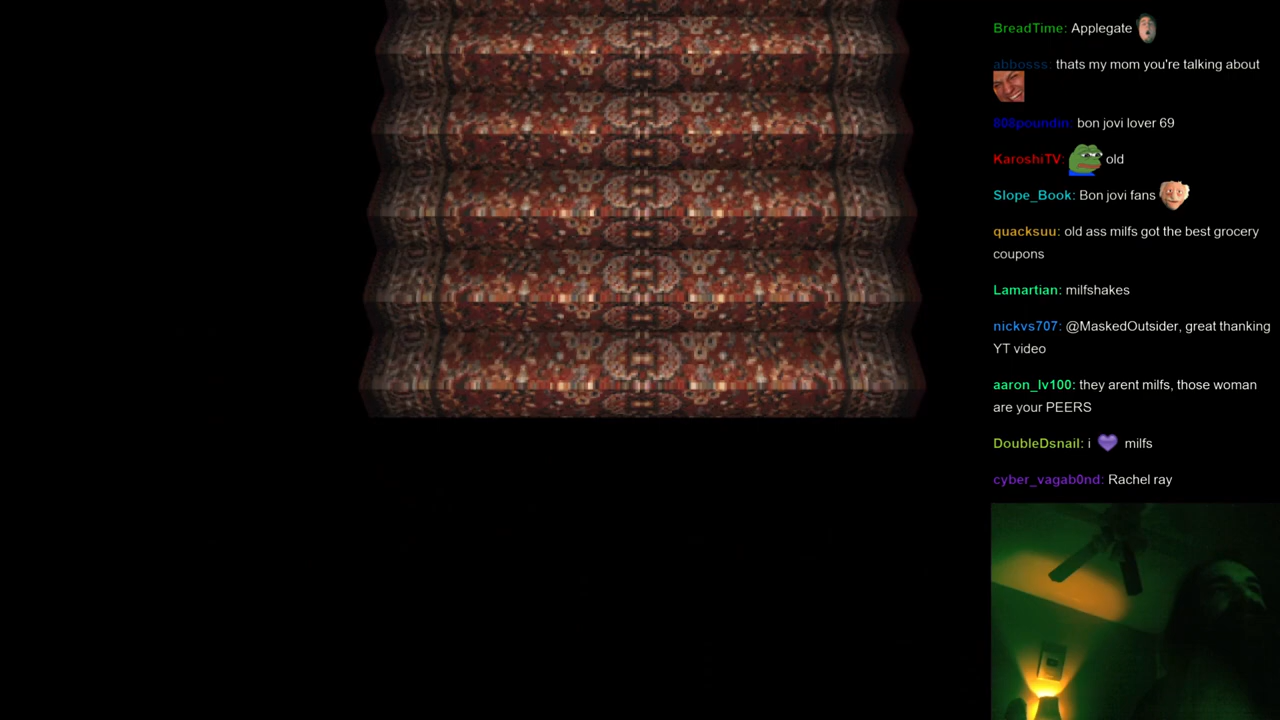 BreadTime: Applegate
abbosss: thats my mom you're talking about
808poundin: bon jovi lover 69
KaroshiTV: old
Slope_Book: Bon jovi fans
quacksuu: old ass milfs got the best grocery
coupons
Lamartian: milfshakes
nickvs707: @MaskedOutsider, great thanking
YT video
aaron_lv100: they arent milfs, those woman
are your PEERS
DoubleDsnail: i milfs
cyber_vagab0nd: Rachel ray